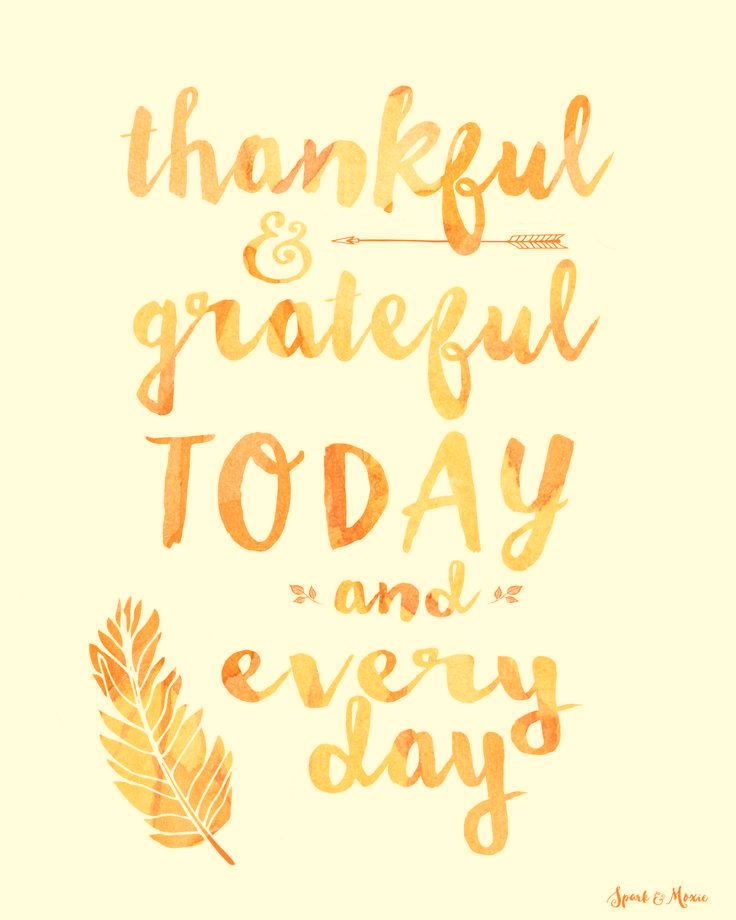 thankful
&
grateful
TODAY
and
every
day
Spark & Moxie